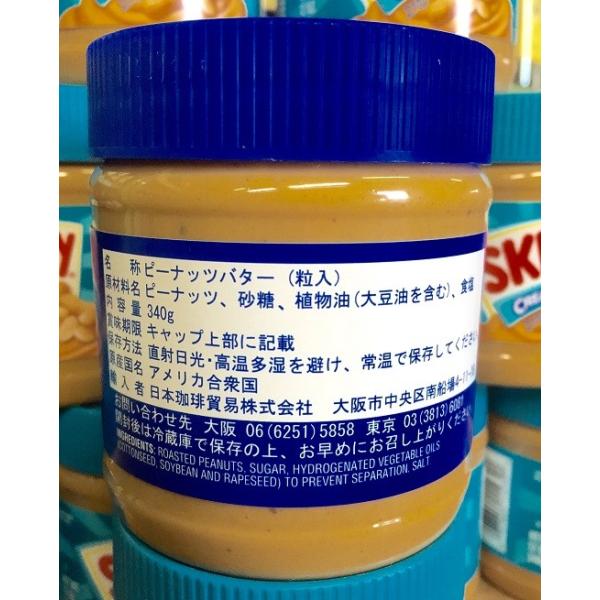 名 称 ピーナッツバター (粒入)
原材料名 ピーナッツ、砂糖、植物油(大豆油を含む)、食塩
内 容 量 340g
賞味期限 キャップ上部に記載
保存方法 直射日光・高温多湿を避け、常温で保存してください
原産国名 アメリカ合衆国
輸 入 者 日本珈琲貿易株式会社 大阪市中央区南船場4-11-
お問い合わせ先 大阪 06(6251)5858 東京 03(3813)6081
開封後は冷蔵庫で保存の上、お早めにお召し上がりください
INGREDIENTS: ROASTED PEANUTS, SUGAR, HYDROGENATED VEGETABLE OILS
(COTTONSEED, SOYBEAN AND RAPESEED) TO PREVENT SEPARATION, SALT.
SK
CRE
Y